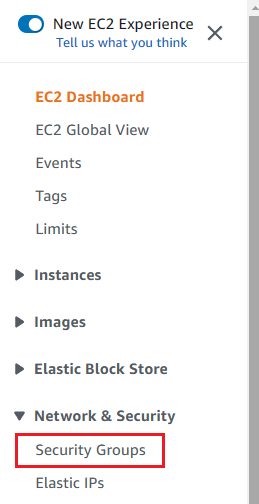 New EC2 Experience
Tell us what you think
EC2 Dashboard
EC2 Global View
Events
Tags
Limits
Instances
Images
Elastic Block Store
Network & Security
Security Groups
Elastic IPs